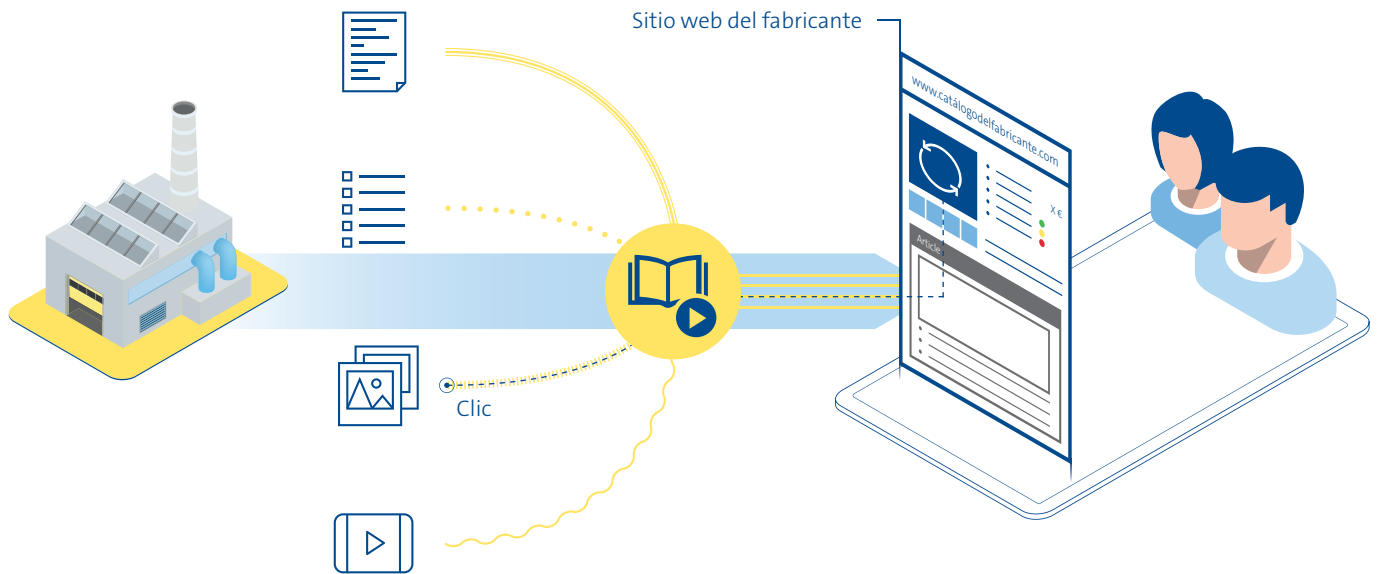 Sitio web del fabricante
www.catálogodelfabricante.com
X €
Article
Clic